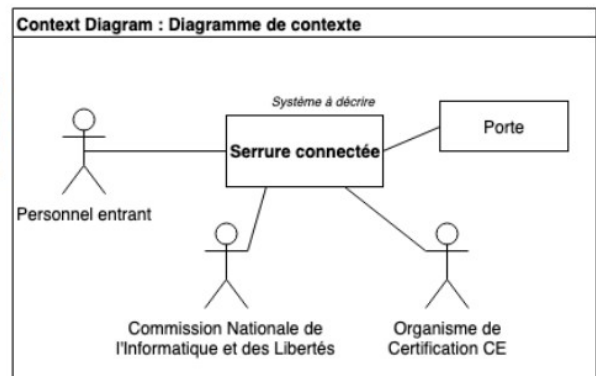 Context Diagram : Diagramme de contexte
Système à décrire
Serrure connectée
Porte
Personnel entrant
Commission Nationale de
l'Informatique et des Libertés
Organisme de
Certification CE